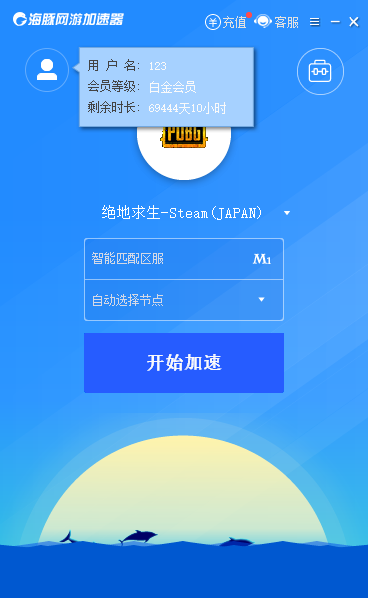 海豚网游加速器
充值 客服
用 户 名: 123
会员等级: 白金会员
剩余时长: 69444天10小时
PUBG
绝地求生-Steam(JAPAN)
智能匹配区服 M1
自动选择节点
开始加速